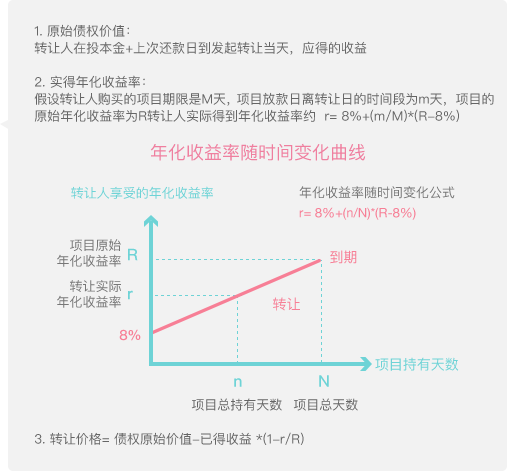 1. 原始债权价值：
转让人在投本金+上次还款日到发起转让当天，应得的收益
2. 实得年化收益率：
假设转让人购买的项目期限是M天，项目放款日离转让日的时间段为m天，项目的
原始年化收益率为R转让人实际得到年化收益率约 r= 8%+(m/M)*(R-8%)
年化收益率随时间变化曲线
转让人享受的年化收益率
年化收益率随时间变化公式
r= 8%+(n/N)*(R-8%)
项目原始
年化收益率 R
到期
转让实际
年化收益率 r
转让
8%
项目持有天数
n
N
项目总持有天数
项目总天数
3. 转让价格= 债权原始价值-已得收益 *(1-r/R)